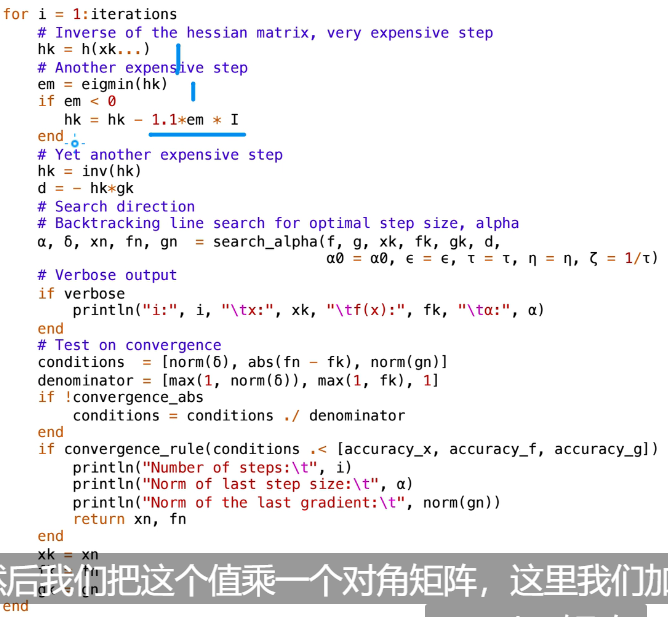 for i = 1:iterations
    # Inverse of the hessian matrix, very expensive step
    hk = h(xk...)
    # Another expensive step
    em = eigmin(hk)
    if em < 0
       hk = hk - 1.1*em * I
    end
    # Yet another expensive step
    hk = inv(hk)
    d = - hk*gk
    # Search direction
    # Backtracking line search for optimal step size, alpha
    α, δ, xn, fn, gn  = search_alpha(f, g, xk, fk, gk, d,
                                     α0 = α0, ϵ = ϵ, τ = τ, η = η, ζ = 1/τ)
    # Verbose output
    if verbose
        println("i:", i, "\tx:", xk, "\tf(x):", fk, "\tα:", α)
    end
    # Test on convergence
    conditions  = [norm(δ), abs(fn - fk), norm(gn)]
    denominator = [max(1, norm(δ)), max(1, fk), 1]
    if !convergence_abs
        conditions = conditions ./ denominator
    end
    if convergence_rule(conditions .< [accuracy_x, accuracy_f, accuracy_g])
        println("Number of steps:\t", i)
        println("Norm of last step size:\t", α)
        println("Norm of the last gradient:\t", norm(gn))
        return xn, fn
    end
    xk = xn
然后我们把这个值乘一个对角矩阵，这里我们加
end